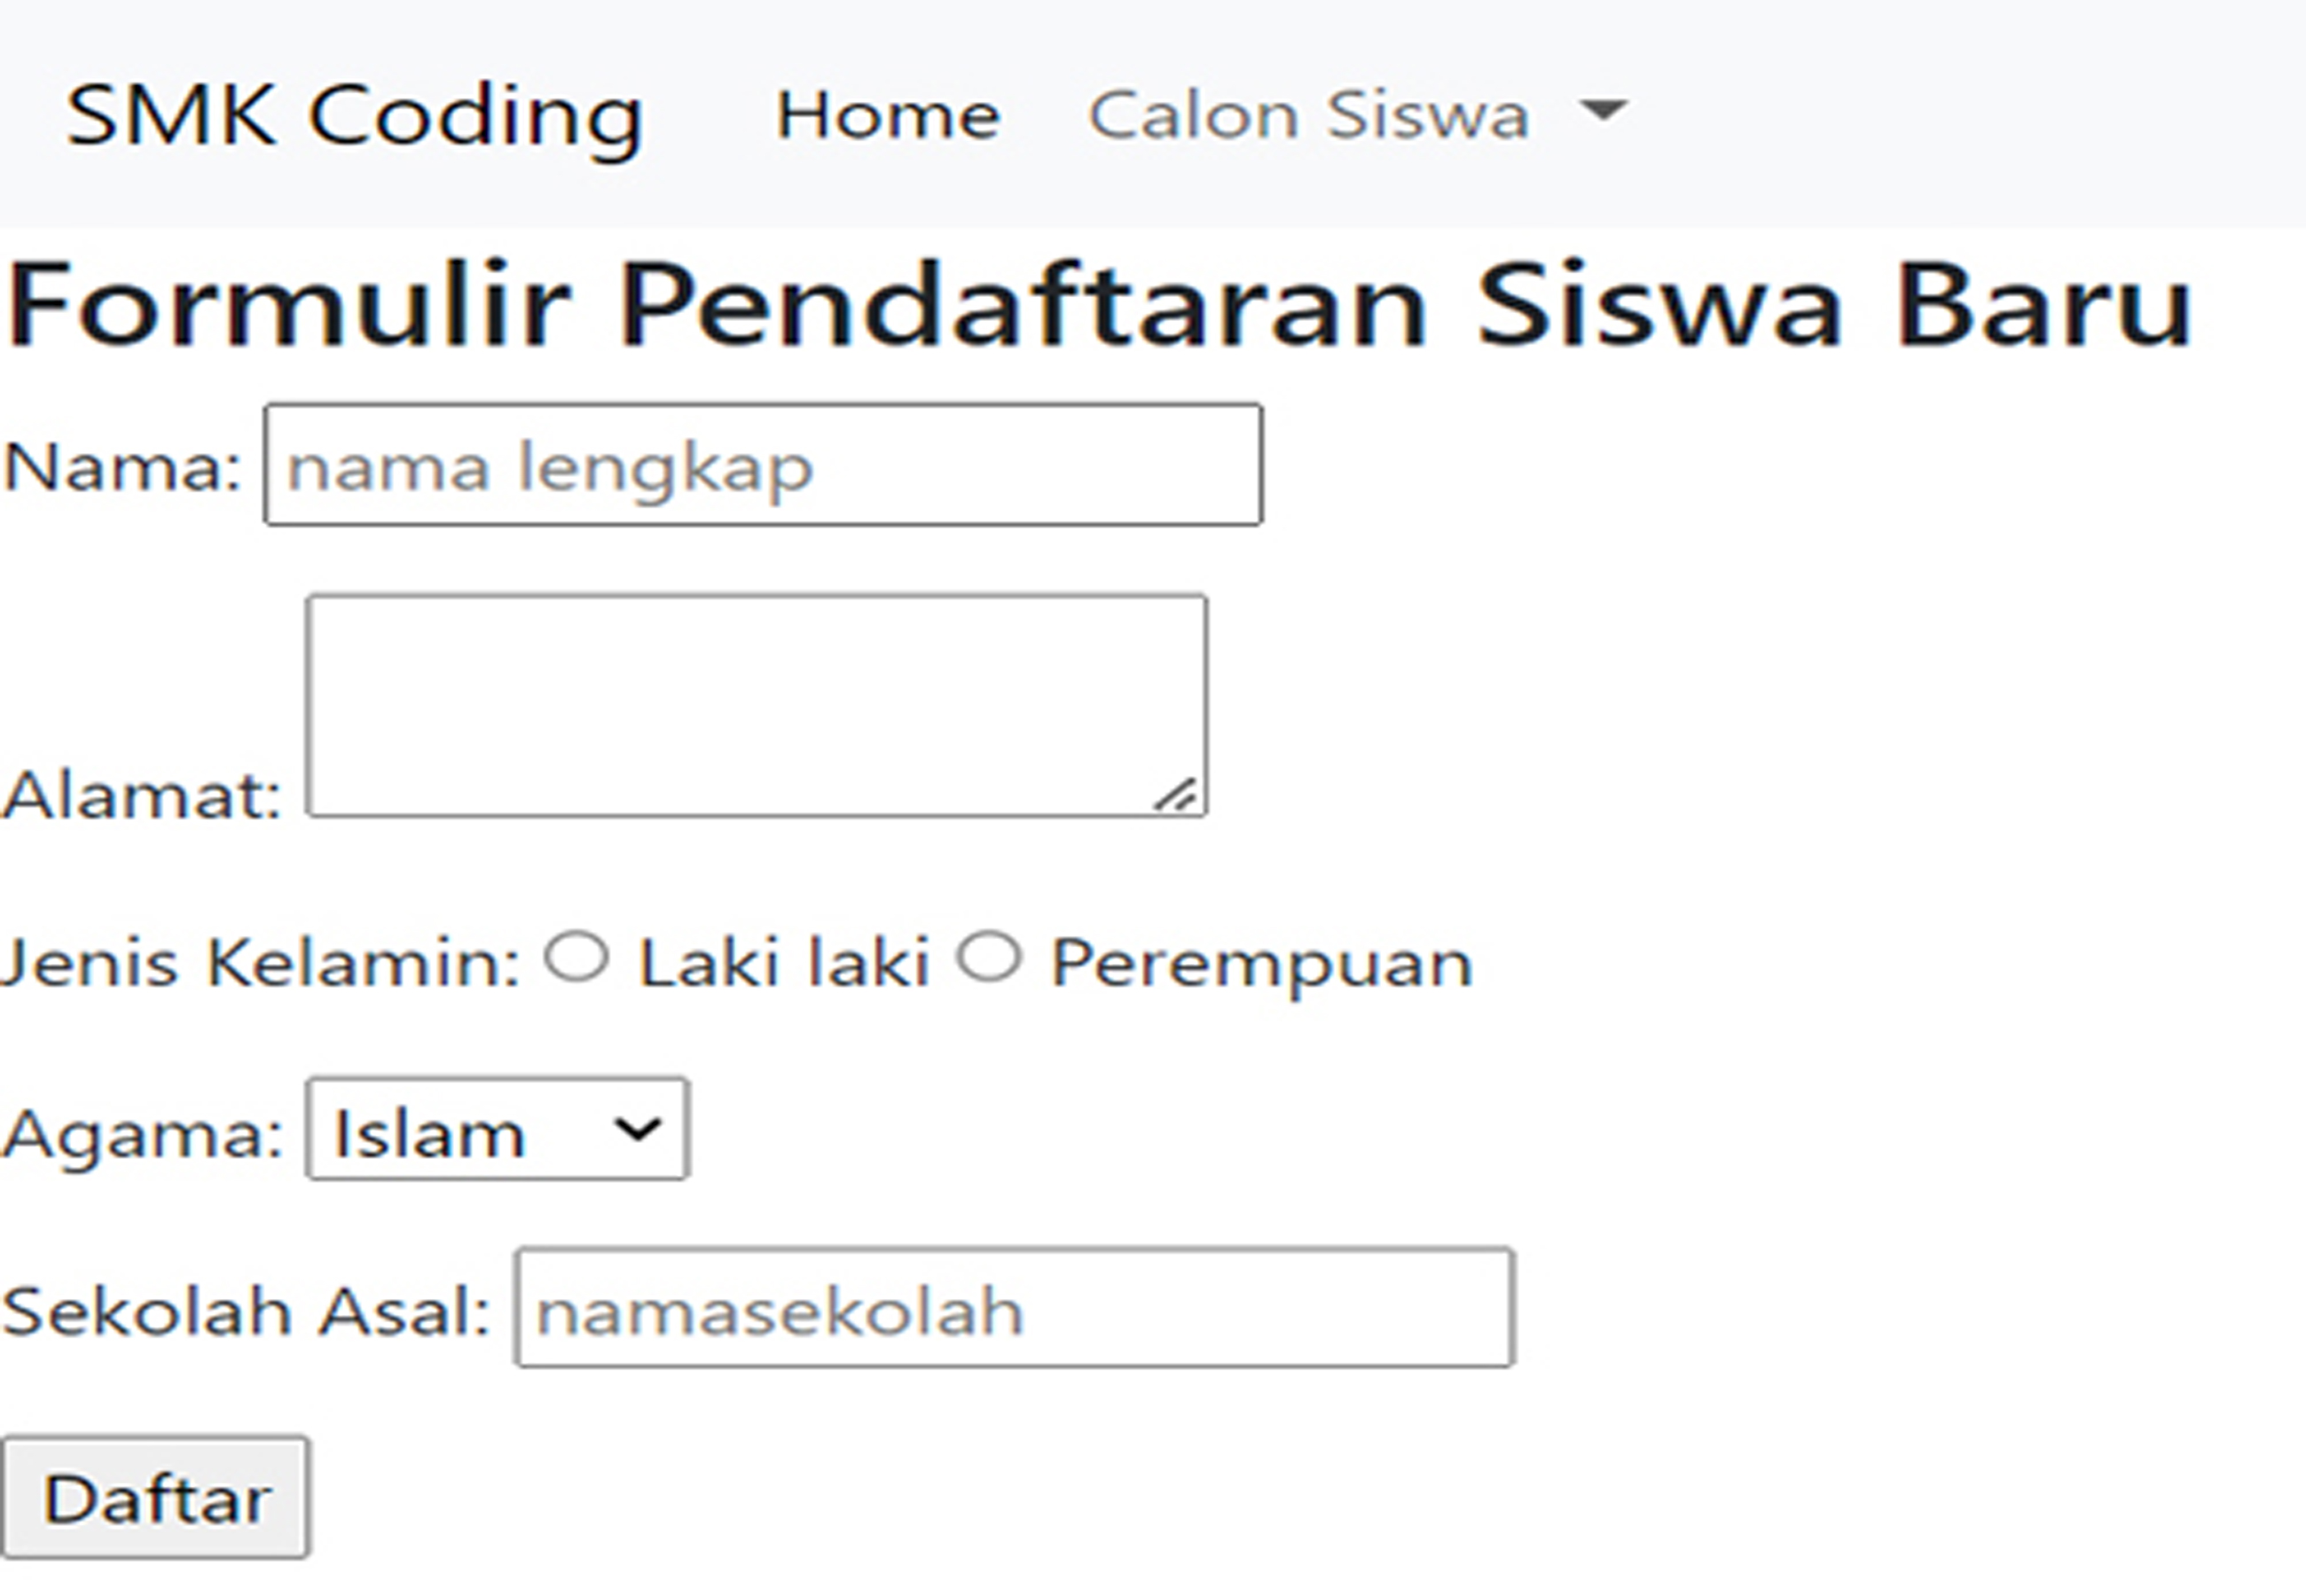 SMK Coding Home Calon Siswa
Formulir Pendaftaran Siswa Baru
Nama: nama lengkap
Alamat:
Jenis Kelamin: Laki laki Perempuan
Agama: Islam
Sekolah Asal: namasekolah
Daftar